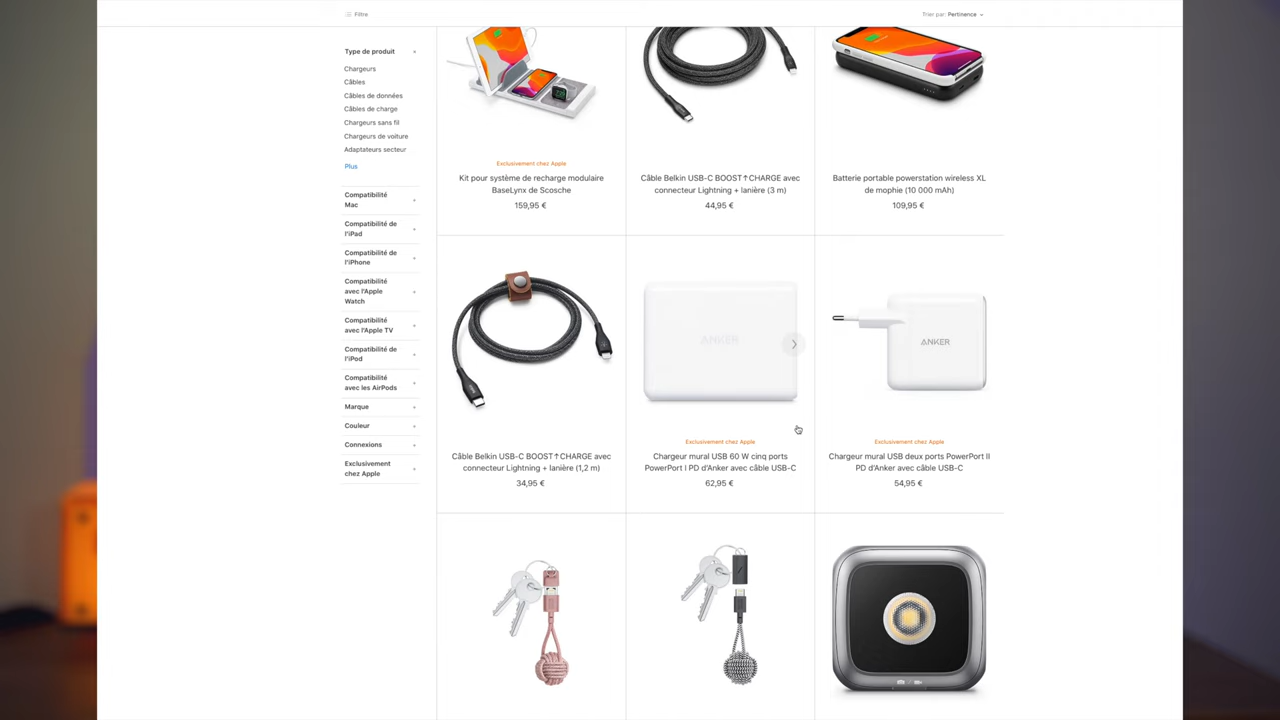 Filtre
Trier par: Pertinence
Type de produit
Chargeurs
Câbles
Câbles de données
Câbles de charge
Chargeurs sans fil
Chargeurs de voiture
Adaptateurs secteur
Plus
Compatibilité
Mac
Compatibilité de
l'iPad
Compatibilité de
l'iPhone
Compatibilité
avec l'Apple
Watch
Compatibilité
avec l'Apple TV
Compatibilité de
l'iPod
Compatibilité
avec les AirPods
Marque
Couleur
Connexions
Exclusivement
chez Apple
Exclusivement chez Apple
Kit pour système de recharge modulaire
BaseLynx de Scosche
159,95 €
Câble Belkin USB-C BOOST↑CHARGE avec
connecteur Lightning + lanière (3 m)
44,95 €
Batterie portable powerstation wireless XL
de mophie (10 000 mAh)
109,95 €
Câble Belkin USB-C BOOST↑CHARGE avec
connecteur Lightning + lanière (1,2 m)
34,95 €
ANKER
Exclusivement chez Apple
Chargeur mural USB 60 W cinq ports
PowerPort I PD d'Anker avec câble USB-C
62,95 €
ANKER
Exclusivement chez Apple
Chargeur mural USB deux ports PowerPort II
PD d'Anker avec câble USB-C
54,95 €